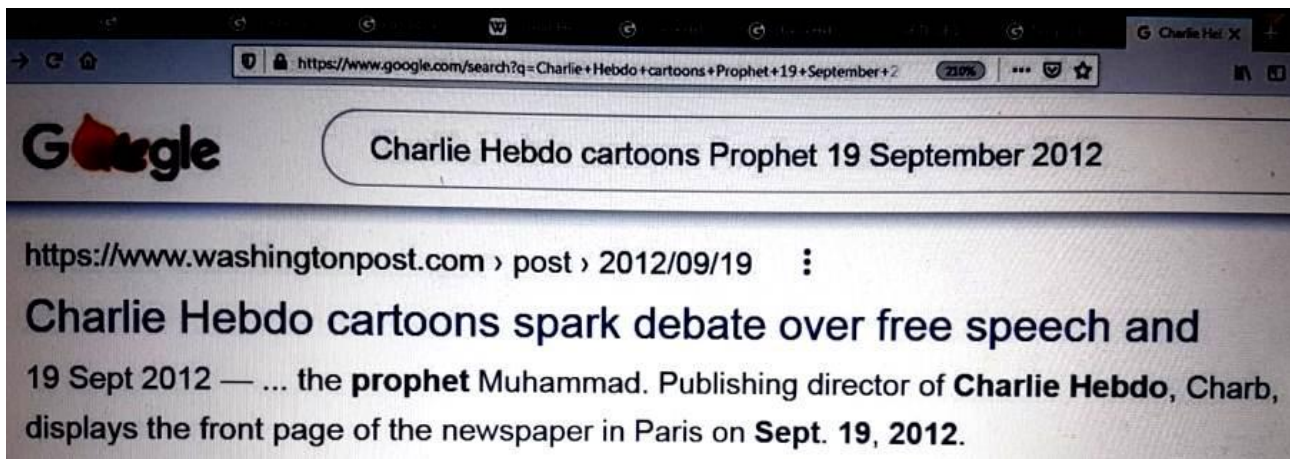 G Charlie Hel X
https://www.google.com/search?q=Charlie+Hebdo+cartoons+Prophet+19+September+2
210%
Google
Charlie Hebdo cartoons Prophet 19 September 2012
https://www.washingtonpost.com › post › 2012/09/19
Charlie Hebdo cartoons spark debate over free speech and
19 Sept 2012 — ... the prophet Muhammad. Publishing director of Charlie Hebdo, Charb,
displays the front page of the newspaper in Paris on Sept. 19, 2012.